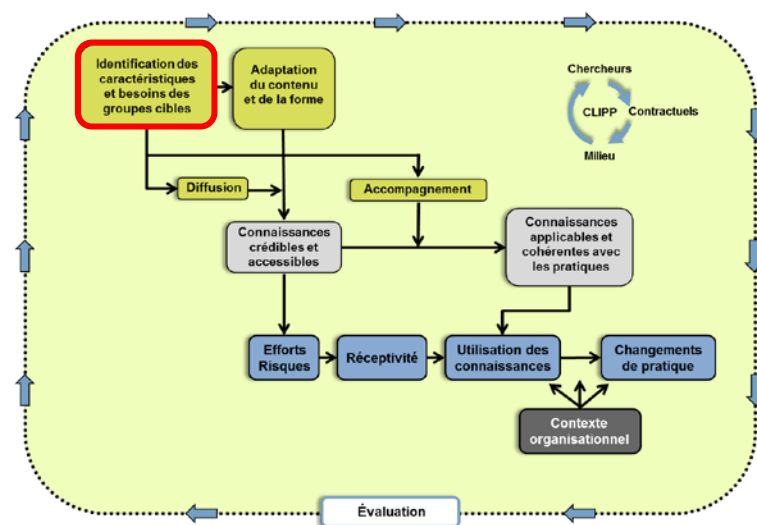 Identification des
caractéristiques
et besoins des
groupes cibles
Adaptation
du contenu
et de la forme
Chercheurs
CLIPP
Contractuels
Milieu
Diffusion
Accompagnement
Connaissances
crédibles et
accessibles
Connaissances
applicables et
cohérentes avec
les pratiques
Efforts
Risques
Réceptivité
Utilisation des
connaissances
Changements
de pratique
Contexte
organisationnel
Évaluation